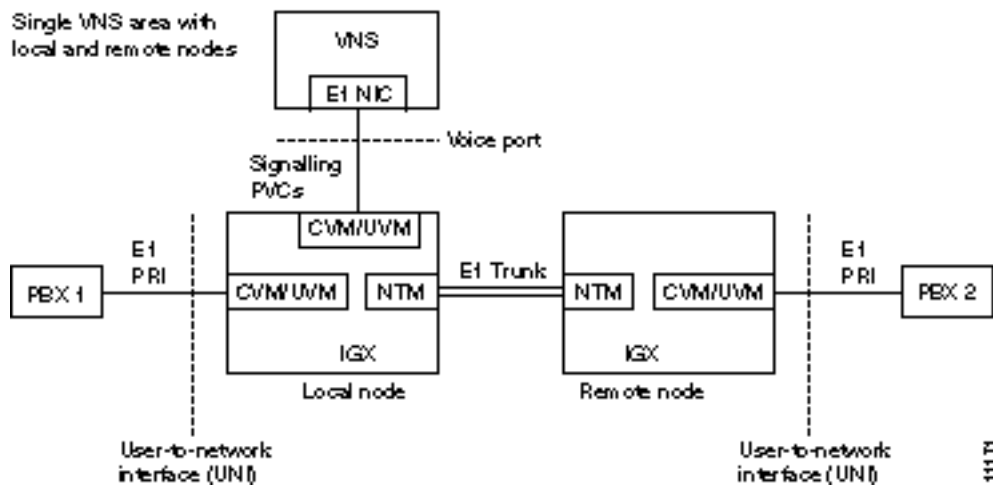 Single VNS area with
local and remote nodes
VNS
E1 NIC
Voice port
Signalling
PVCs
CVM/UVM
E1
PRI
E1 Trunk
E1
PRI
PBX 1
CVM/UVM
NTM
NTM
CVM/UVM
PBX 2
IGX
IGX
Local node
Remote node
User-to-network
interface (UNI)
User-to-network
interface (UNI)